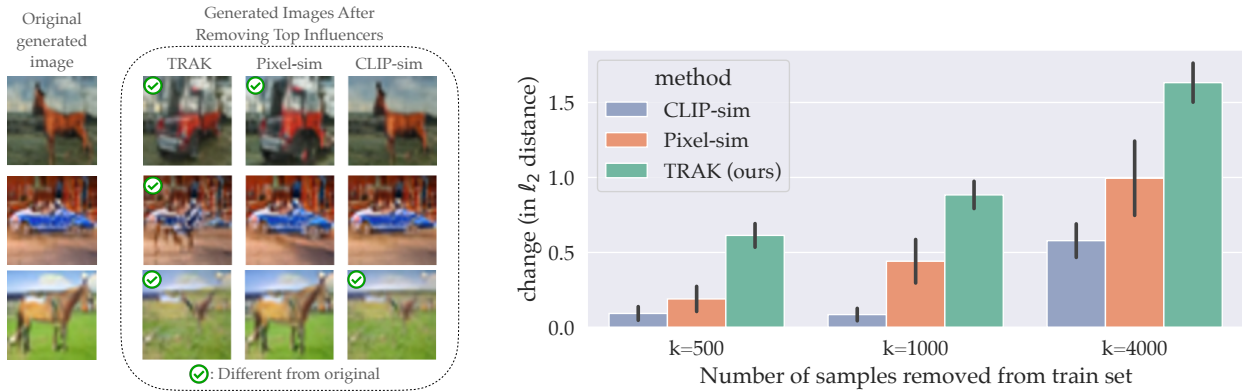 Original
generated
image
Generated Images After
Removing Top Influencers
TRAK
Pixel-sim
CLIP-sim
: Different from original
method
CLIP-sim
Pixel-sim
TRAK (ours)
change (in ℓ₂ distance)
1.5
1.0
0.5
0.0
k=500
k=1000
k=4000
Number of samples removed from train set